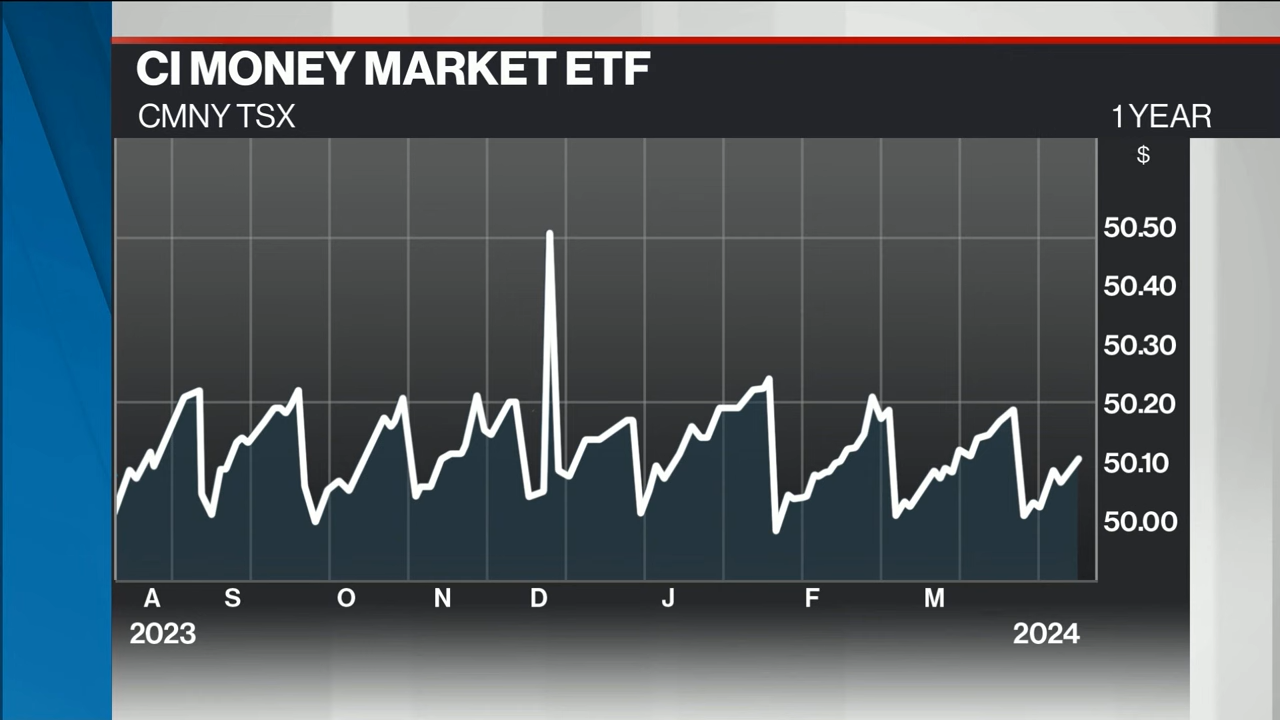 CI MONEY MARKET ETF
CMNY TSX
1 YEAR
$
50.50
50.40
50.30
50.20
50.10
50.00
A S O N D J F M
2023 2024